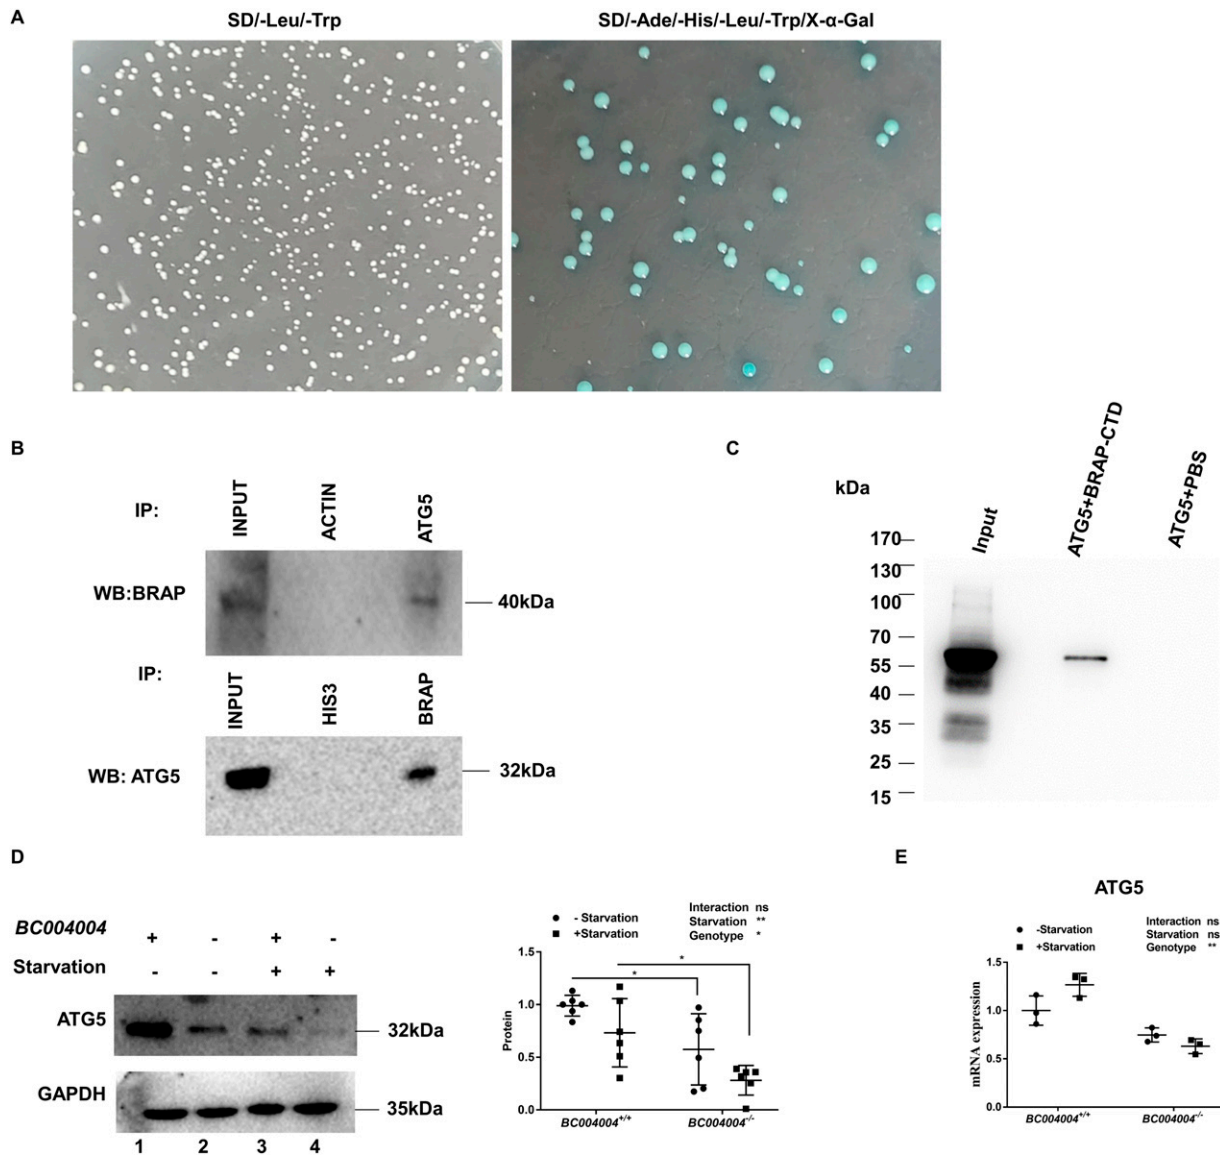 A
SD/-Leu/-Trp
SD/-Ade/-His/-Leu/-Trp/X-α-Gal
B
IP:
INPUT
ACTIN
ATG5
WB:BRAP
40kDa
IP:
INPUT
HIS3
BRAP
WB: ATG5
32kDa
C
kDa
Input
ATG5+BRAP-CTD
ATG5+PBS
170
130
100
70
55
40
35
25
15
D
BC004004 + - + -
Starvation - - + +
ATG5
32kDa
GAPDH
35kDa
1 2 3 4
- Starvation
+Starvation
Interaction ns
Starvation **
Genotype *
*
*
Protein
1.5
1.0
0.5
0.0
BC004004+/+
BC004004-/-
E
ATG5
-Starvation
+Starvation
Interaction ns
Starvation ns
Genotype **
mRNA expression
1.5
1.0
0.5
0.0
BC004004+/+
BC004004-/-